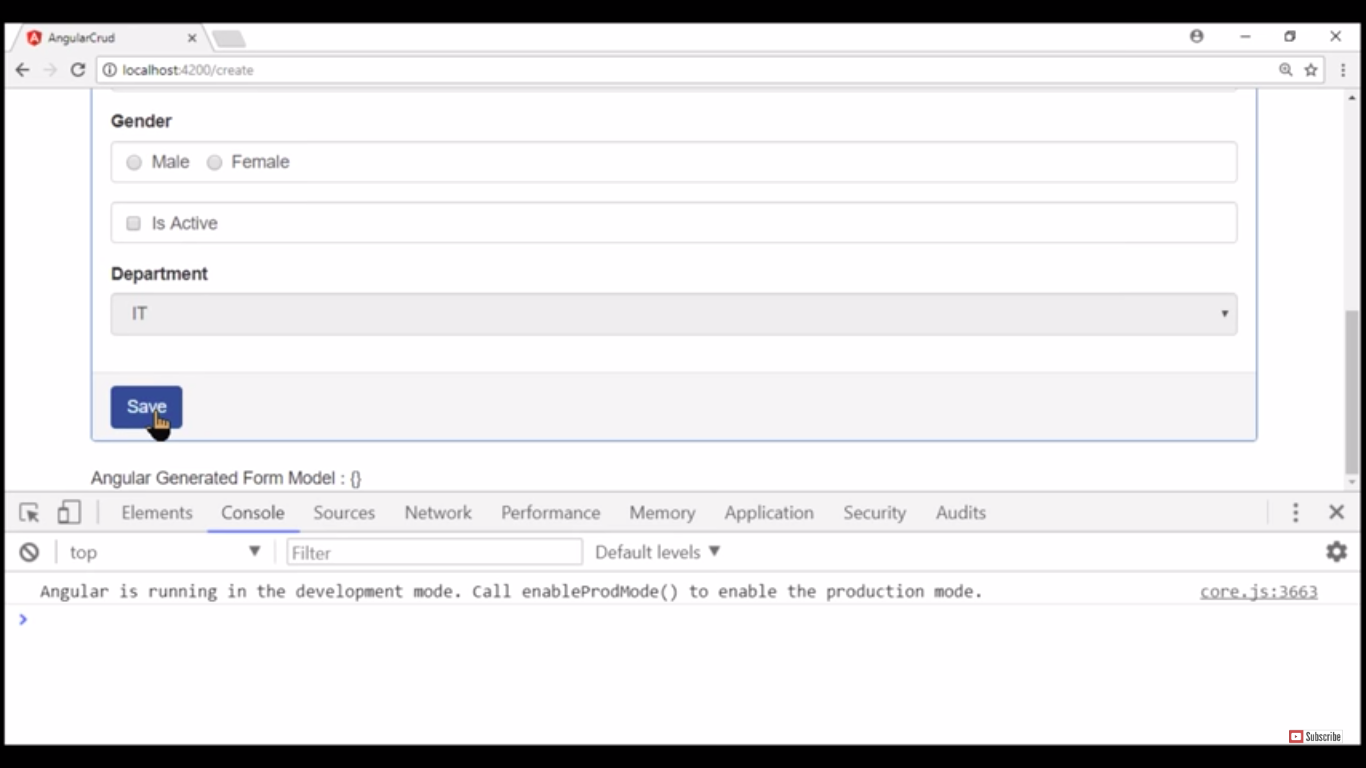 AngularCrud
localhost:4200/create
Gender
Male Female
Is Active
Department
IT
Save
Angular Generated Form Model : {}
Elements Console Sources Network Performance Memory Application Security Audits
top Filter Default levels
Angular is running in the development mode. Call enableProdMode() to enable the production mode. core.js:3663
Subscribe